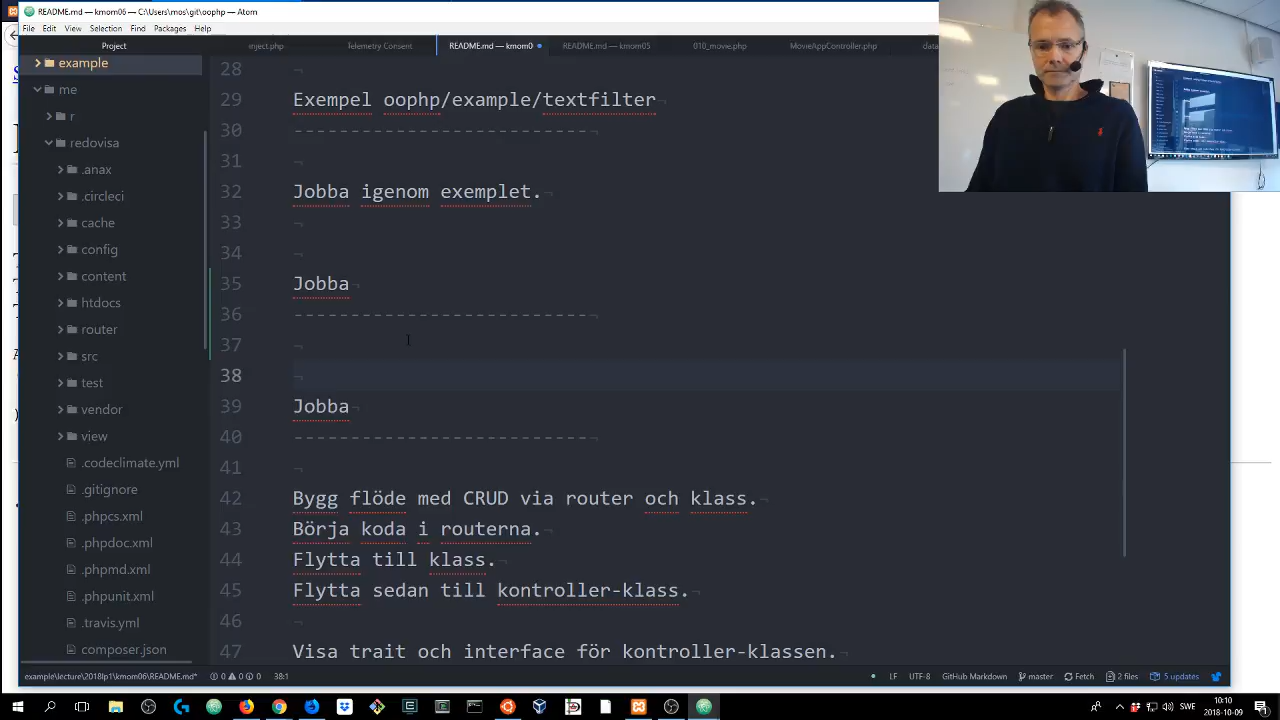 README.md — kmom06 — C:\Users\mos\git\oophp — Atom
File Edit View Selection Find Packages Help
Project
inject.php
Telemetry Consent
README.md — kmom0
README.md — kmom05
010_movie.php
MovieAppController.php
data
example
me
r
redovisa
.anax
.circleci
cache
config
content
htdocs
router
src
test
vendor
view
.codeclimate.yml
.gitignore
.phpcs.xml
.phpdoc.xml
.phpmd.xml
.phpunit.xml
.travis.yml
composer.json
28
29 Exempel oophp/example/textfilter
30 --------------------------
31
32 Jobba igenom exemplet.
33
34
35 Jobba
36 --------------------------
37
38
39 Jobba
40 --------------------------
41
42 Bygg flöde med CRUD via router och klass.
43 Börja koda i routerna.
44 Flytta till klass.
45 Flytta sedan till kontroller-klass.
46
47 Visa trait och interface för kontroller-klassen.
example\lecture\2018lp1\kmom06\README.md* 0 0 0 38:1
LF UTF-8 GitHub Markdown master Fetch 2 files 5 updates
SWE
10:10
2018-10-09